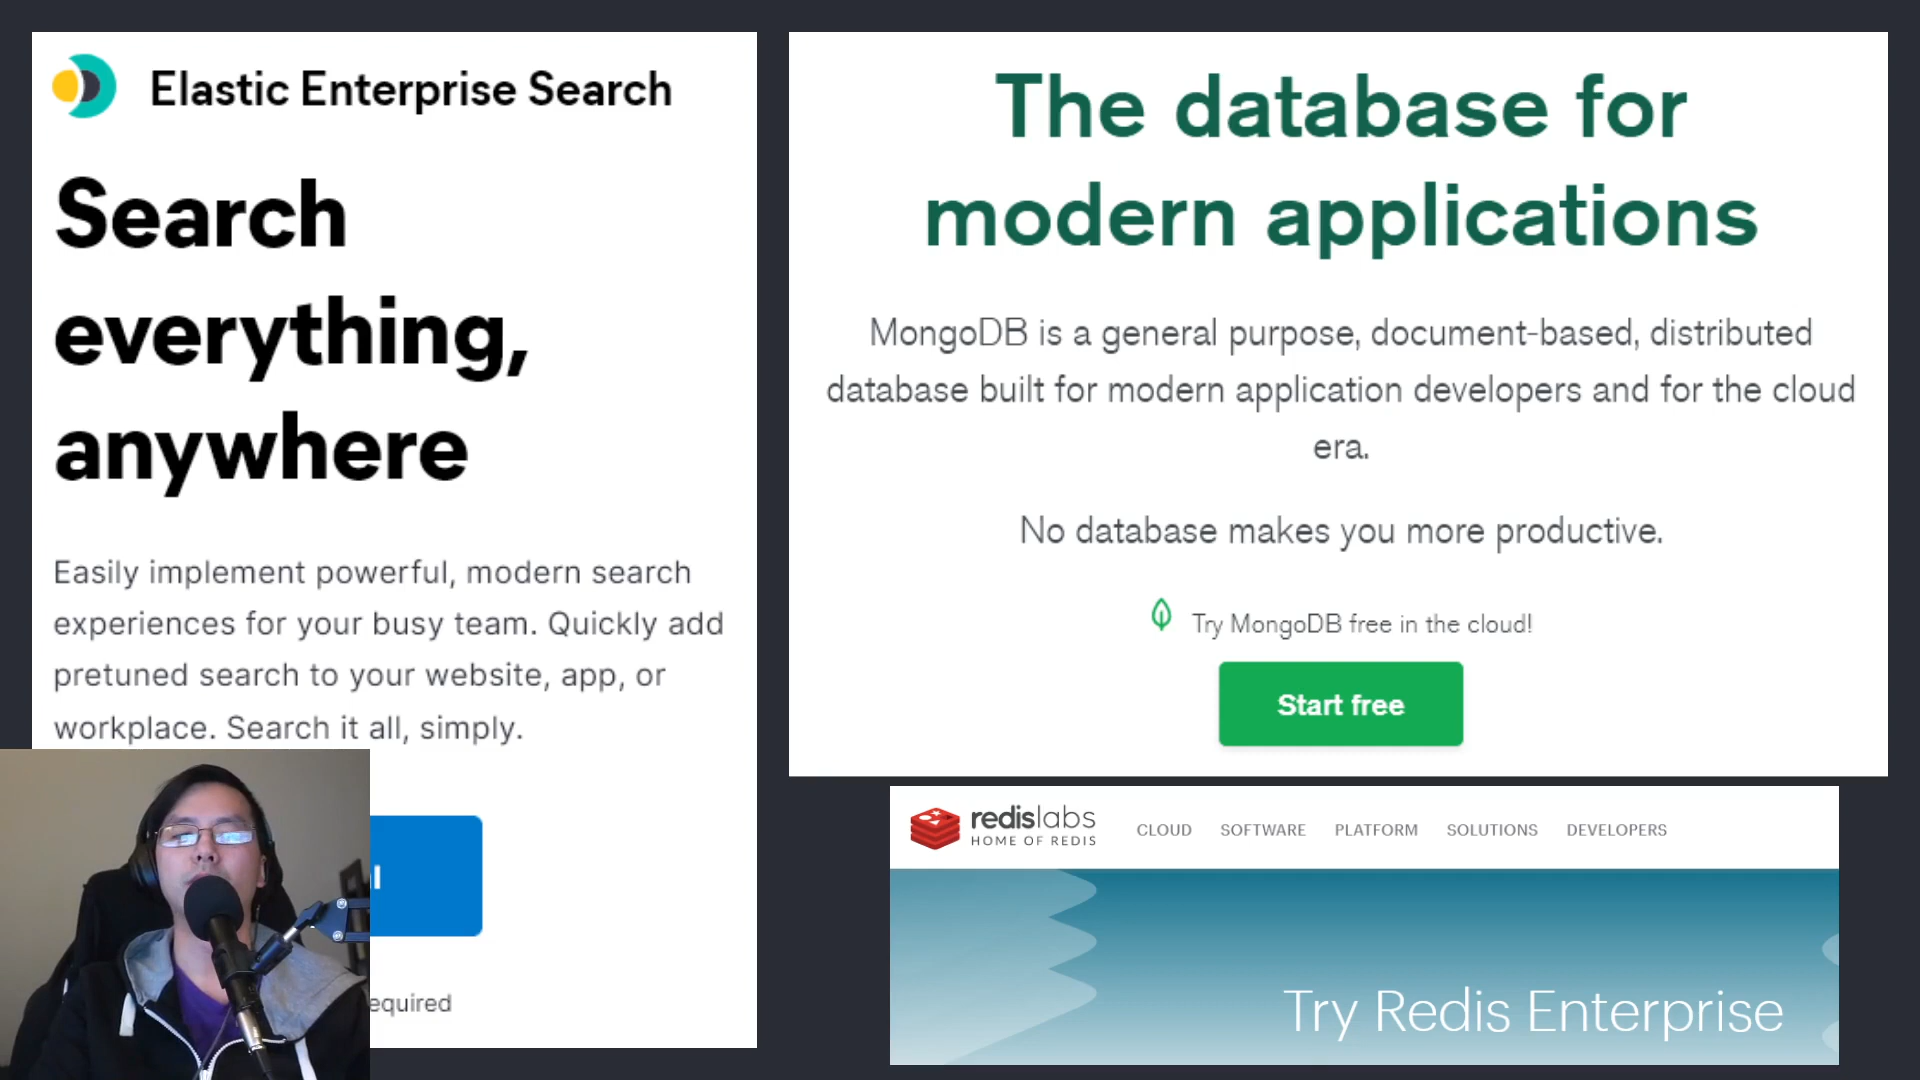 Elastic Enterprise Search
Search
everything,
anywhere
Easily implement powerful, modern search
experiences for your busy team. Quickly add
pretuned search to your website, app, or
workplace. Search it all, simply.
The database for
modern applications
MongoDB is a general purpose, document-based, distributed
database built for modern application developers and for the cloud
era.
No database makes you more productive.
Try MongoDB free in the cloud!
Start free
redislabs
HOME OF REDIS
CLOUD SOFTWARE PLATFORM SOLUTIONS DEVELOPERS
Try Redis Enterprise